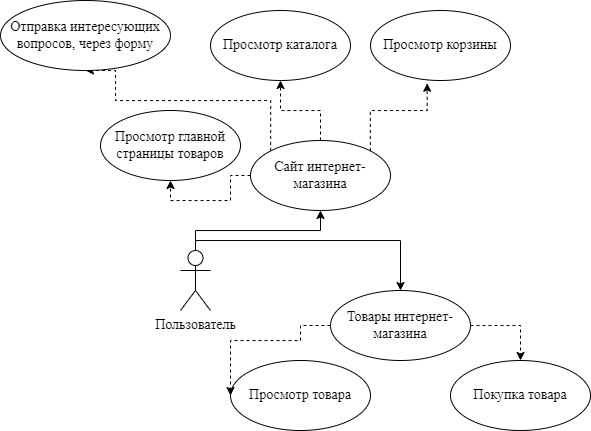 Отправка интересующих
вопросов, через форму
Просмотр каталога
Просмотр корзины
Просмотр главной
страницы товаров
Сайт интернет-
магазина
Пользователь
Товары интернет-
магазина
Просмотр товара
Покупка товара